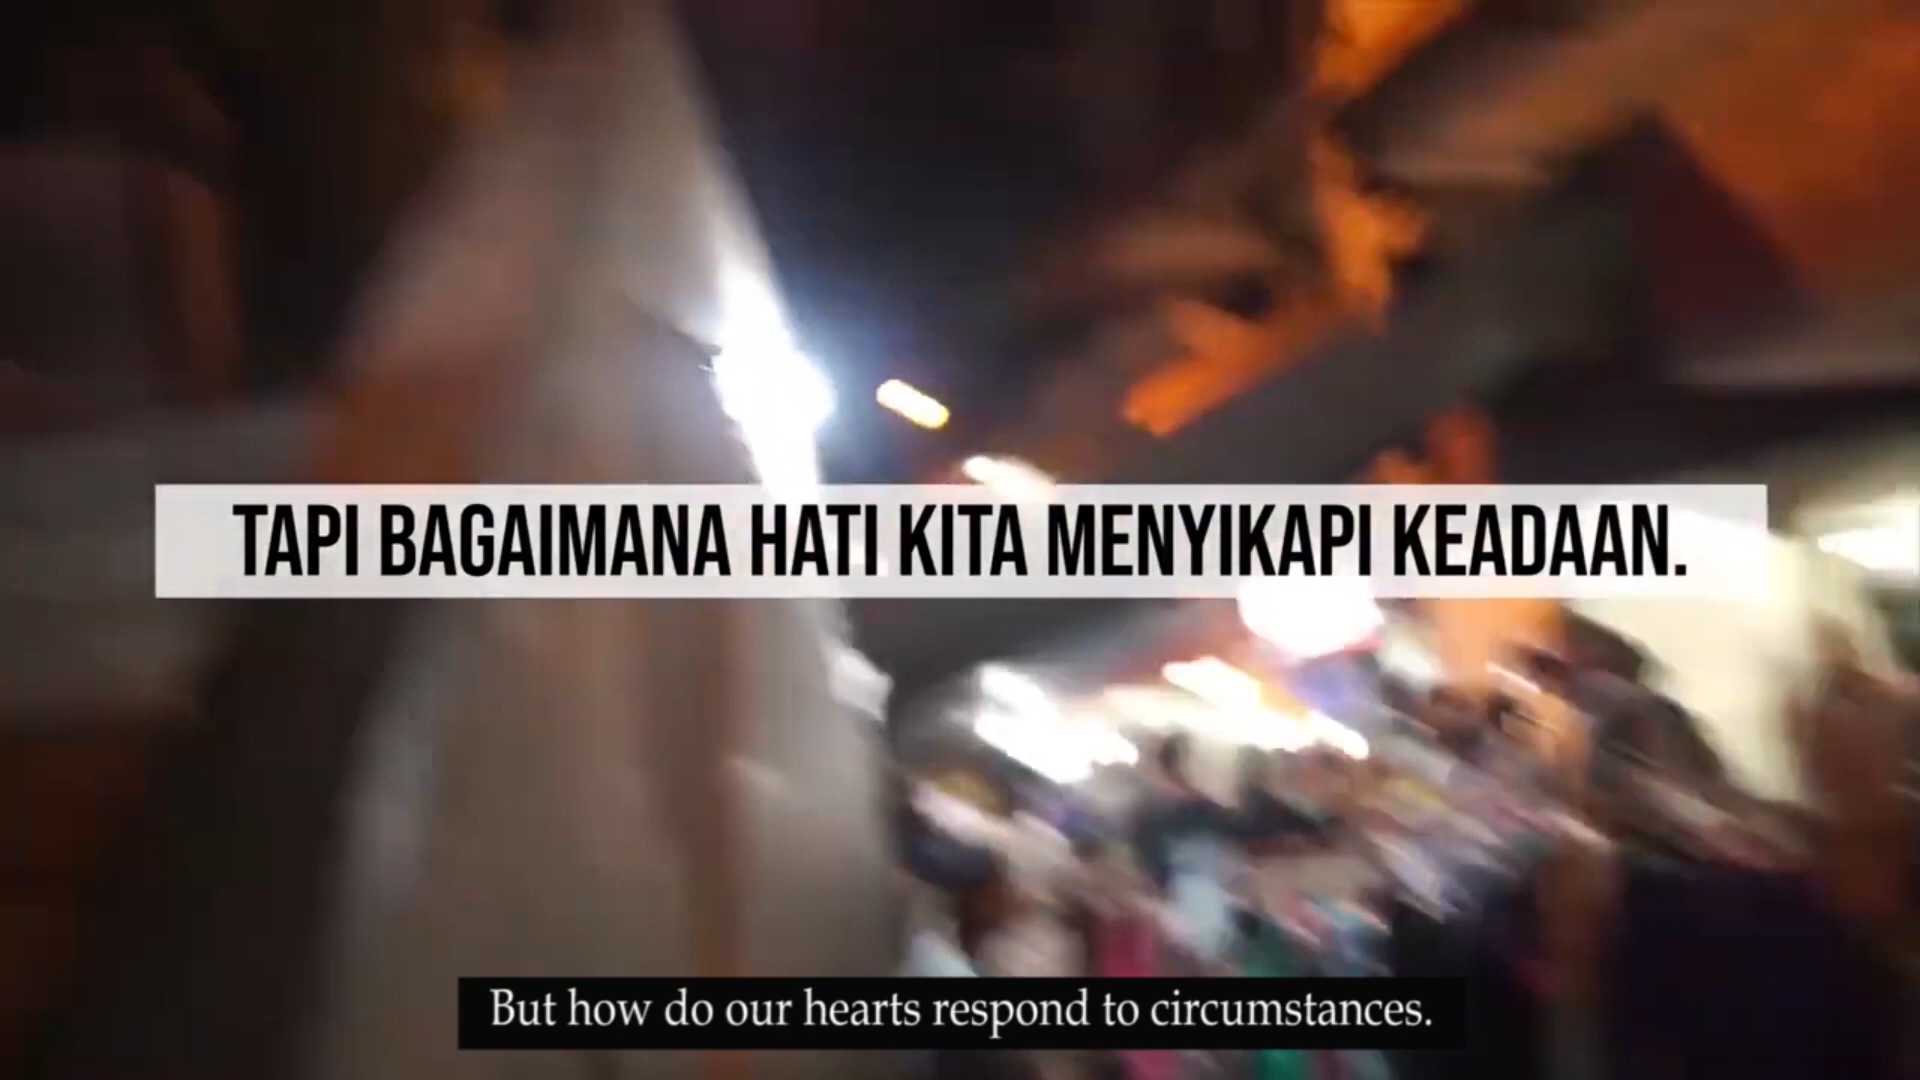 TAPI BAGAIMANA HATI KITA MENYIKAPI KEADAAN.
But how do our hearts respond to circumstances.